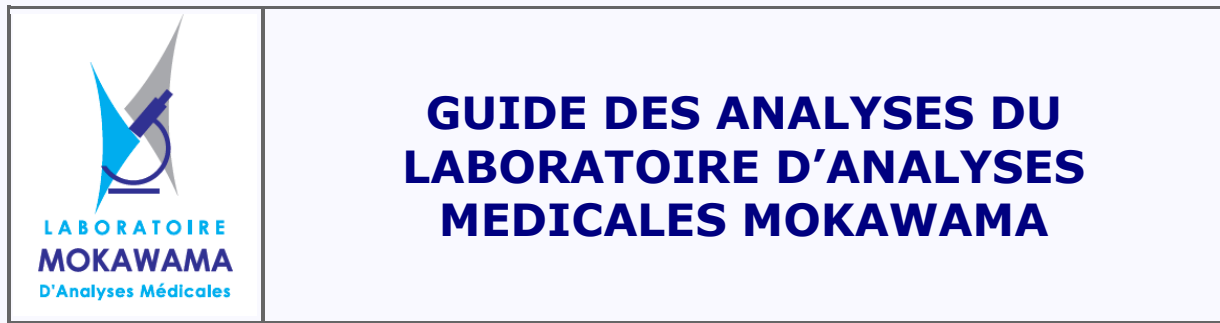 LABORATOIRE
MOKAWAMA
D'Analyses Médicales
GUIDE DES ANALYSES DU
LABORATOIRE D’ANALYSES
MEDICALES MOKAWAMA